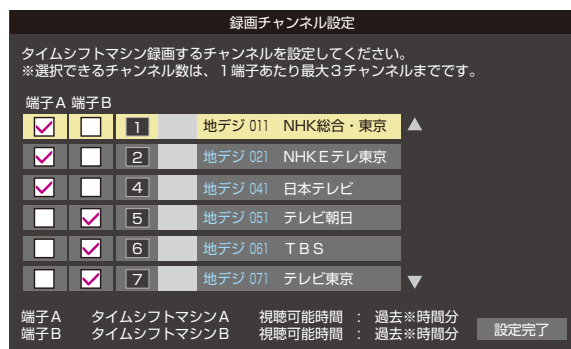 録画チャンネル設定
タイムシフトマシン録画するチャンネルを設定してください。
※選択できるチャンネル数は、1端子あたり最大3チャンネルまでです。
端子A 端子B
1 地デジ 011 NHK総合・東京
2 地デジ 021 NHKEテレ東京
4 地デジ 041 日本テレビ
5 地デジ 051 テレビ朝日
6 地デジ 061 TBS
7 地デジ 071 テレビ東京
端子A タイムシフトマシンA 視聴可能時間 : 過去※時間分
端子B タイムシフトマシンB 視聴可能時間 : 過去※時間分
設定完了